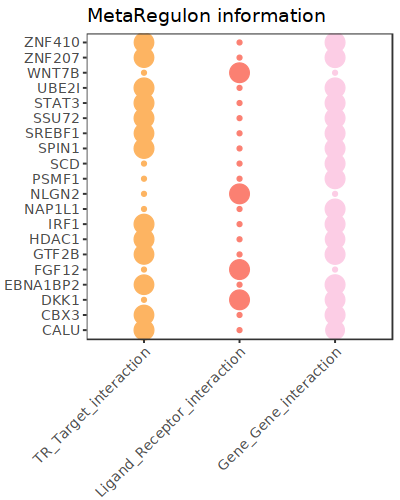 MetaRegulon information
ZNF410
ZNF207
WNT7B
UBE2I
STAT3
SSU72
SREBF1
SPIN1
SCD
PSMF1
NLGN2
NAP1L1
IRF1
HDAC1
GTF2B
FGF12
EBNA1BP2
DKK1
CBX3
CALU
TR_Target_interaction
Ligand_Receptor_interaction
Gene_Gene_interaction